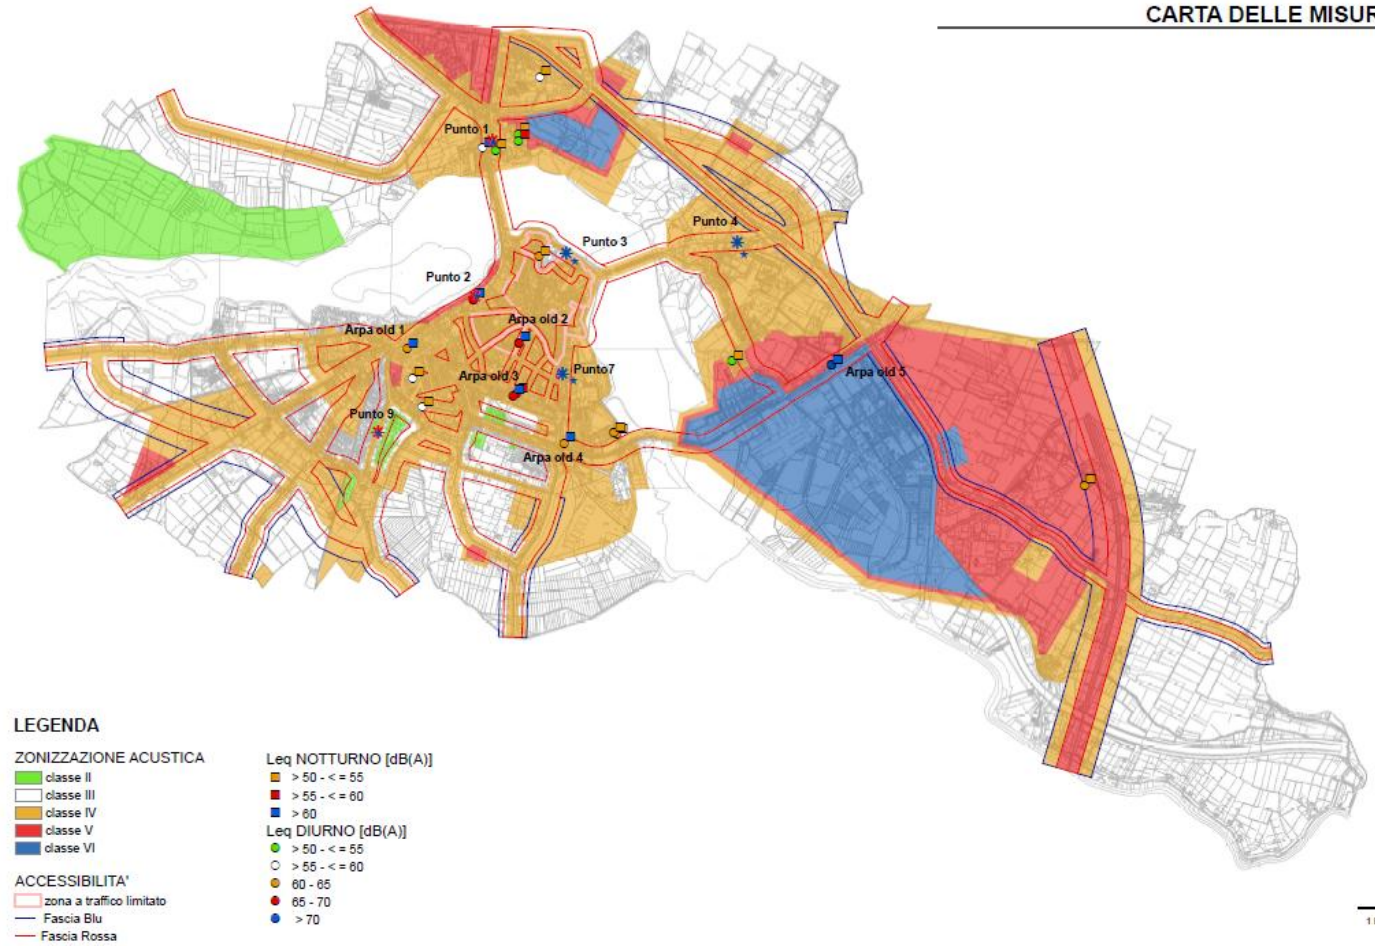 CARTA DELLE MISUR
Punto 1
Punto 4
Punto 3
Punto 2
Arpa old 2
Arpa old 1
Punto7
Arpa old 5
Arpa old 3
Punto 9
Arpa old 4
LEGENDA
ZONIZZAZIONE ACUSTICA
classe II
classe III
classe IV
classe V
classe VI
ACCESSIBILITA'
zona a traffico limitato
Fascia Blu
Fascia Rossa
Leq NOTTURNO [dB(A)]
> 50 - < = 55
> 55 - < = 60
> 60
Leq DIURNO [dB(A)]
> 50 - < = 55
> 55 - < = 60
60 - 65
65 - 70
> 70